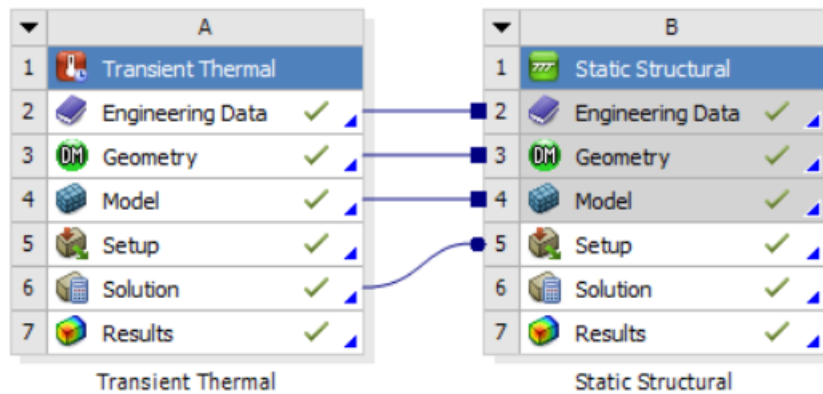 A
1 Transient Thermal
2 Engineering Data
3 DM Geometry
4 Model
5 Setup
6 Solution
7 Results
Transient Thermal
B
1 Static Structural
2 Engineering Data
3 DM Geometry
4 Model
5 Setup
6 Solution
7 Results
Static Structural